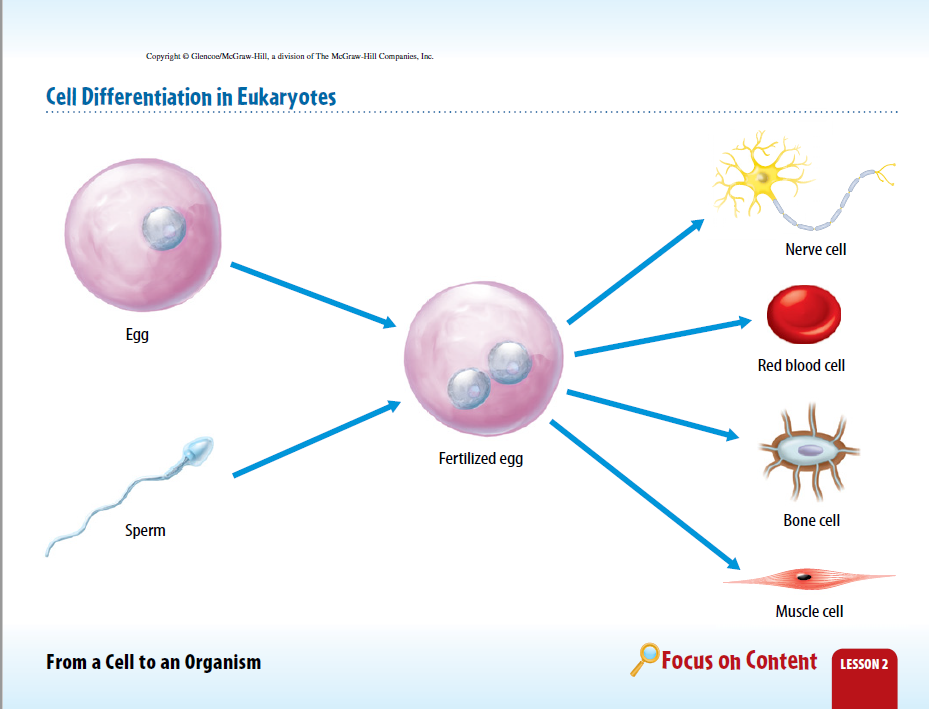 Copyright © Glencoe/McGraw-Hill, a division of The McGraw-Hill Companies, Inc.
Cell Differentiation in Eukaryotes
Nerve cell
Egg
Red blood cell
Fertilized egg
Sperm
Bone cell
Muscle cell
From a Cell to an Organism
Focus on Content
LESSON 2